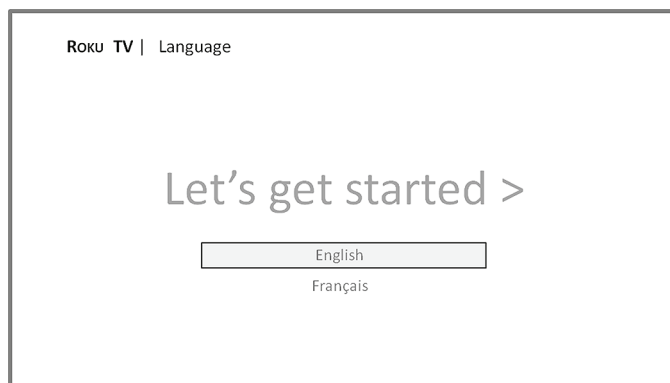 ROKU TV | Language
Let's get started >
English
Français